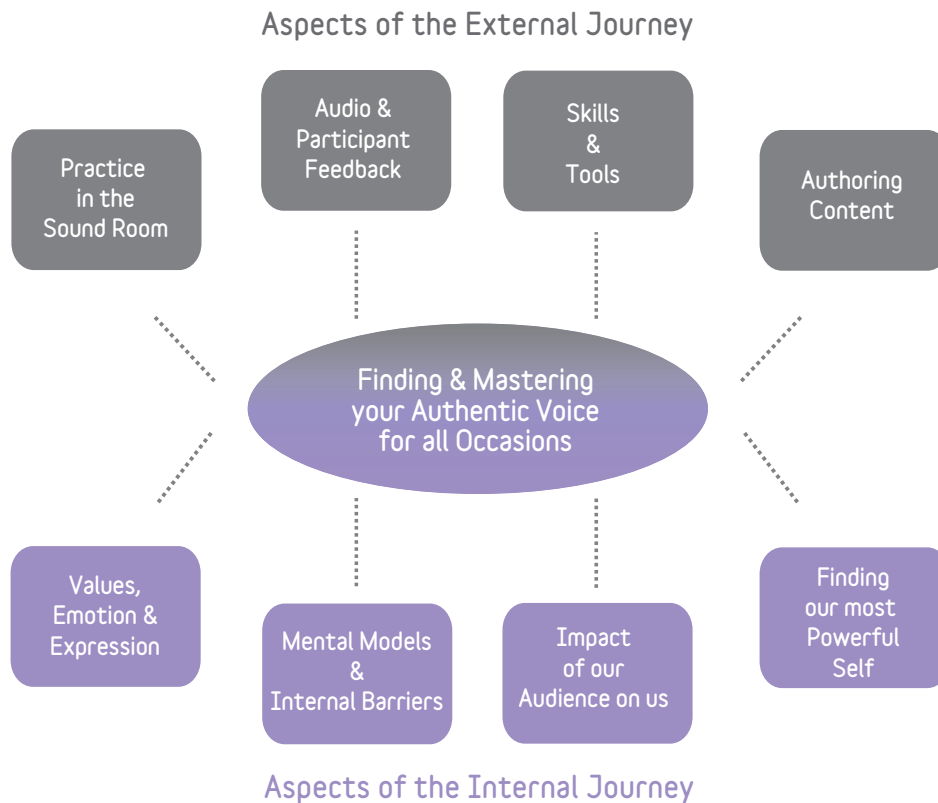 Aspects of the External Journey
Practice
in the
Sound Room
Audio &
Participant
Feedback
Skills
&
Tools
Authoring
Content
Finding & Mastering
your Authentic Voice
for all Occasions
Values,
Emotion &
Expression
Mental Models
&
Internal Barriers
Impact
of our
Audience on us
Finding
our most
Powerful
Self
Aspects of the Internal Journey